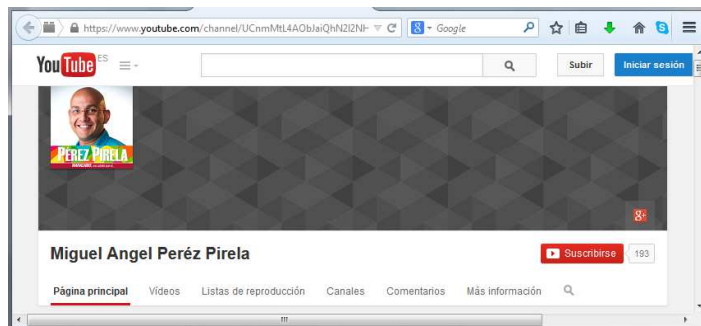 https://www.youtube.com/channel/UCnmMtL4AObJaiQhN2l2NH
Google
YouTube ES
Subir
Iniciar sesión
PEREZ PIRELA
Miguel Angel Peréz Pirela
Suscribirse
193
Página principal Vídeos Listas de reproducción Canales Comentarios Más información